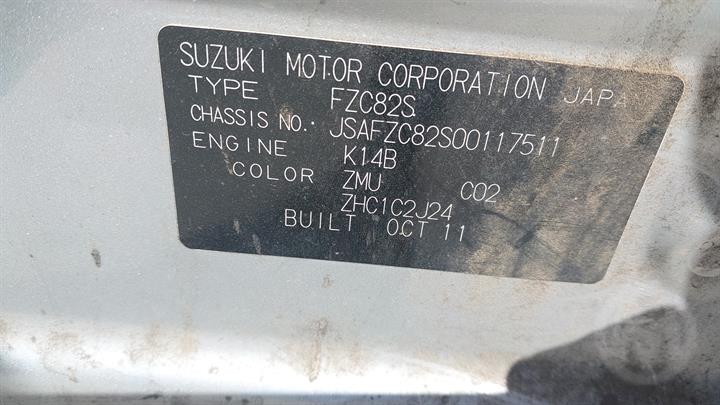 SUZUKI MOTOR CORPORATION JAPA
TYPE FZC82S
CHASSIS NO.· JSAFZC82S00117511
ENGINE K14B
COLOR ZMU C02
ZHC1C2J24
BUILT OCT 11